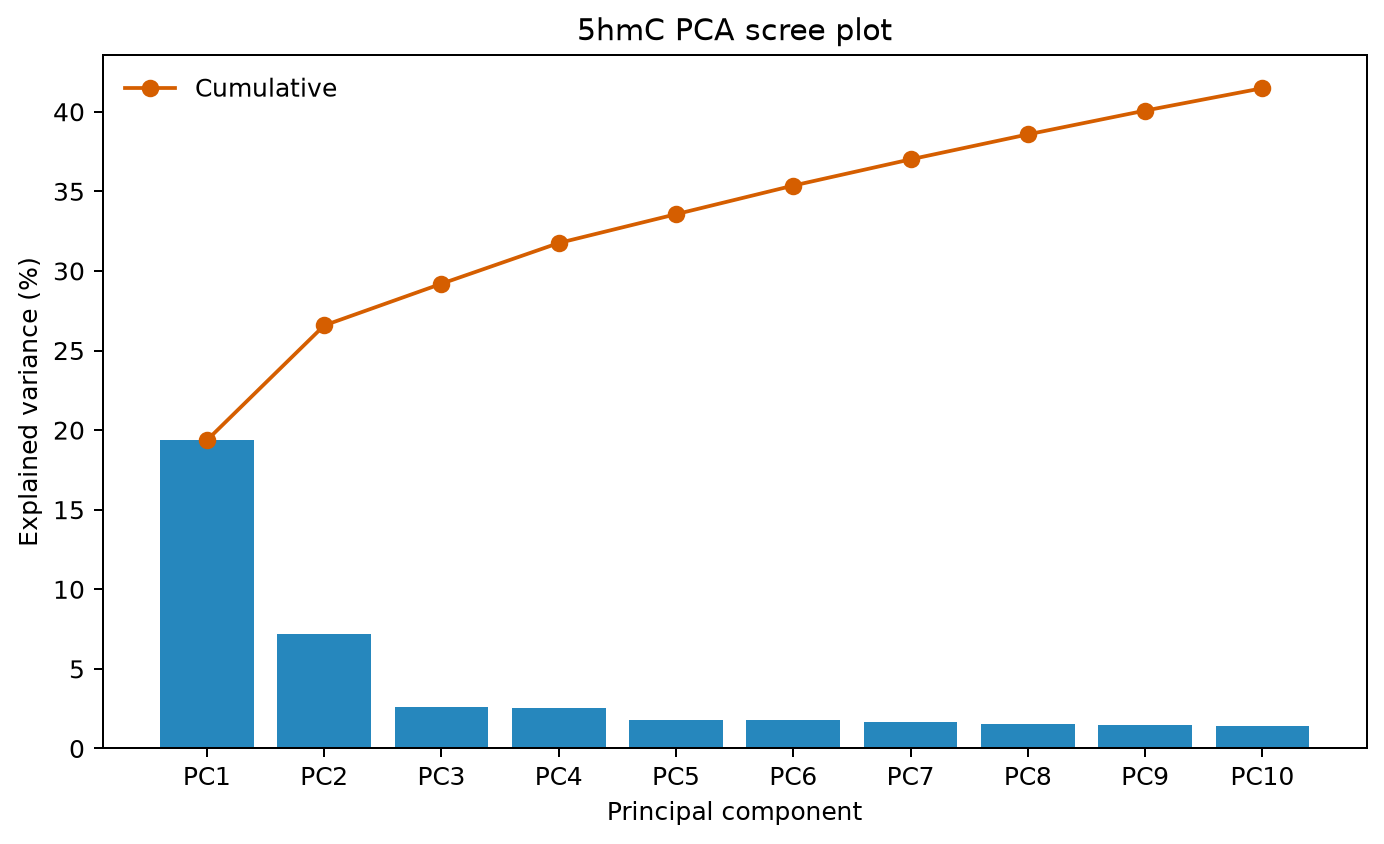 5hmC PCA scree plot
Cumulative
Explained variance (%)
40
35
30
25
20
15
10
5
0
PC1 PC2 PC3 PC4 PC5 PC6 PC7 PC8 PC9 PC10
Principal component